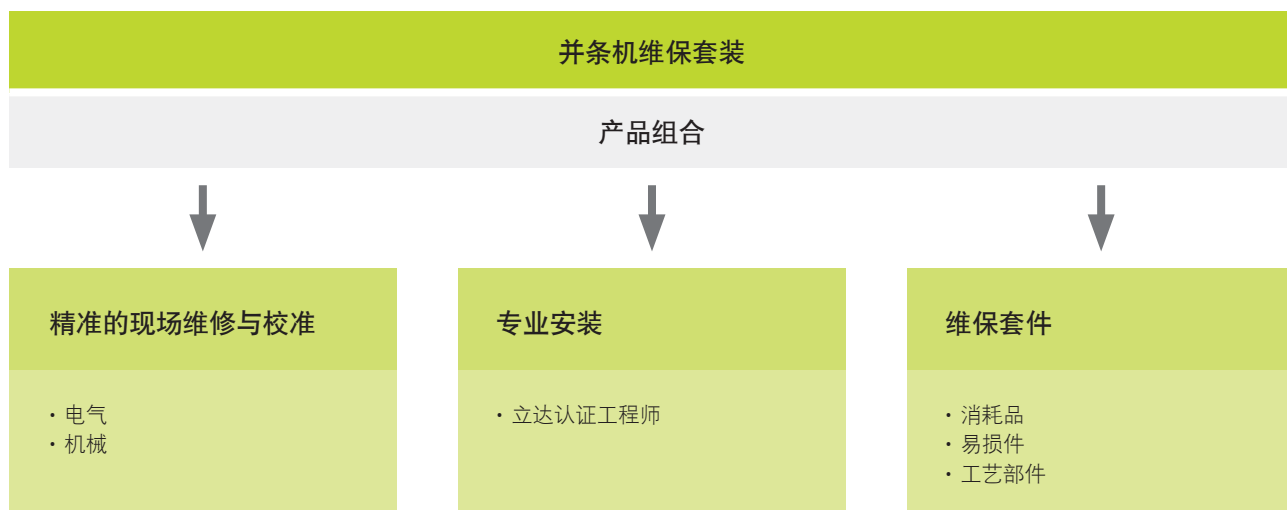 并条机维保套装
产品组合
精准的现场维修与校准
• 电气
• 机械
专业安装
• 立达认证工程师
维保套件
• 消耗品
• 易损件
• 工艺部件